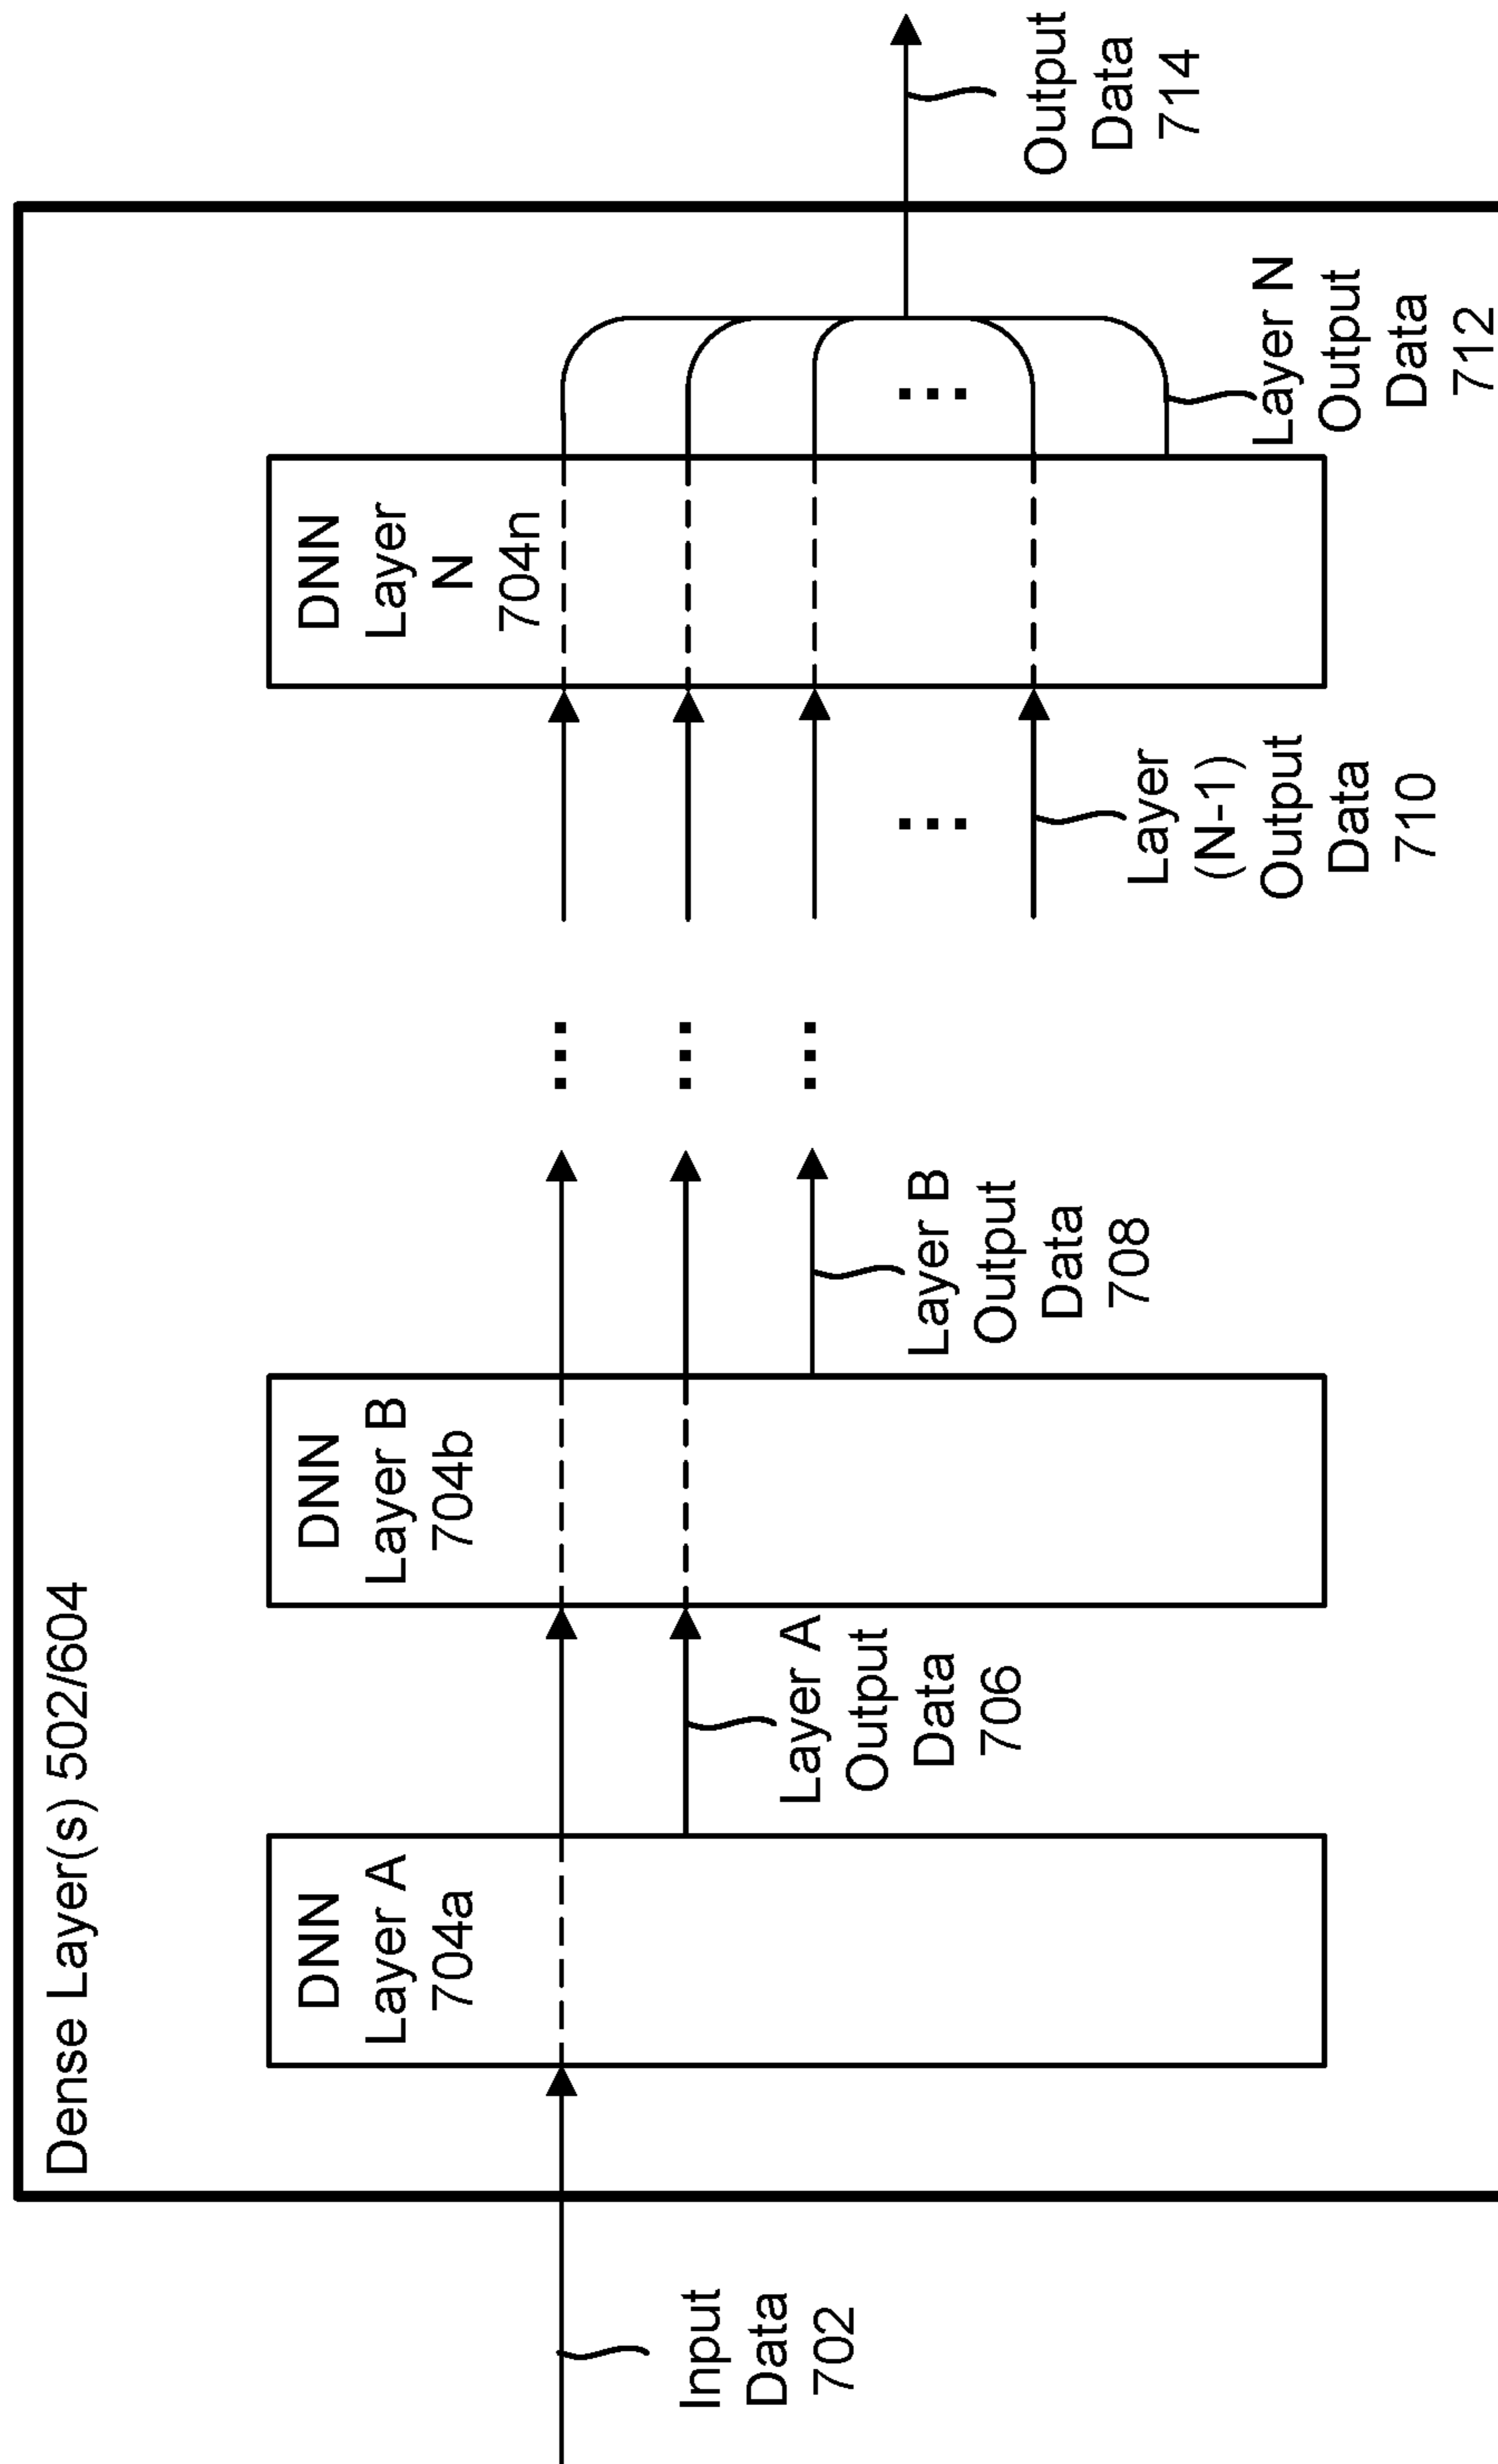 Dense Layer(s) 502/604
Input
Data
702
DNN
Layer A
704a
Layer A
Output
Data
706
DNN
Layer B
704b
Layer B
Output
Data
708
...
...
...
...
Layer
(N-1)
Output
Data
710
DNN
Layer
N
704n
...
Layer N
Output
Data
712
Output
Data
714